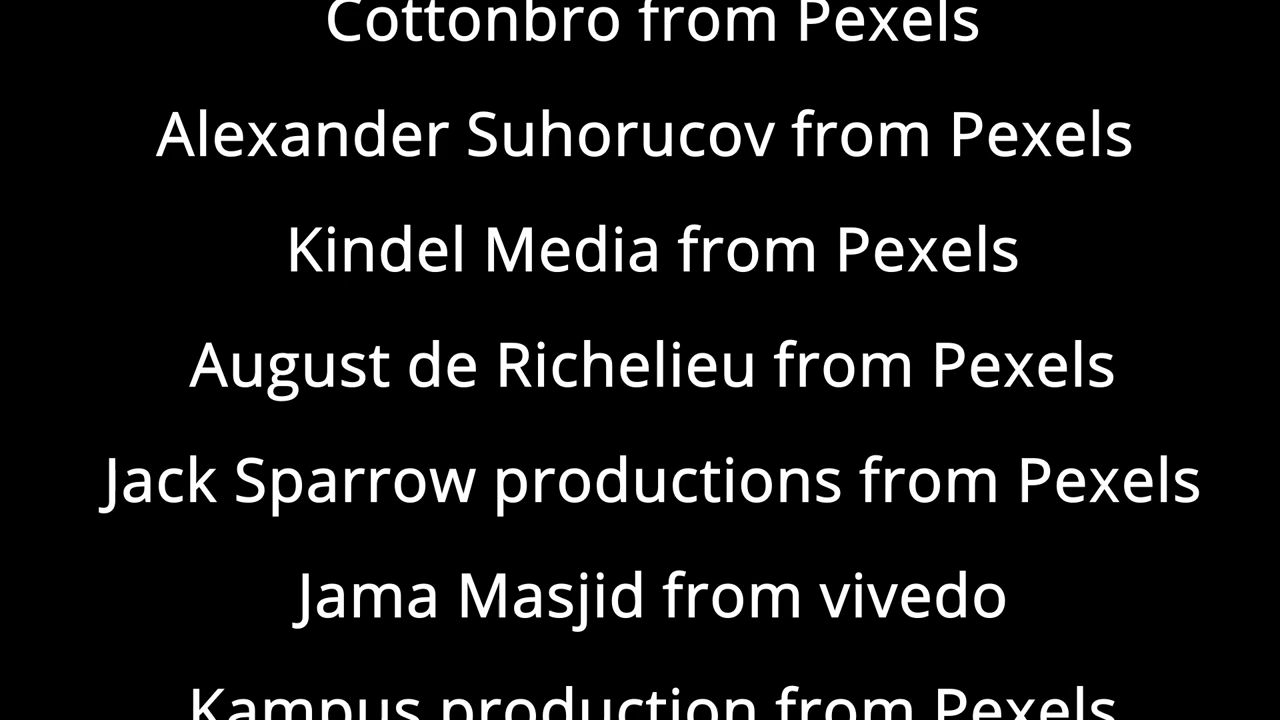 Cottonbro from Pexels
Alexander Suhorucov from Pexels
Kindel Media from Pexels
August de Richelieu from Pexels
Jack Sparrow productions from Pexels
Jama Masjid from vivedo
Kampus production from Pexels